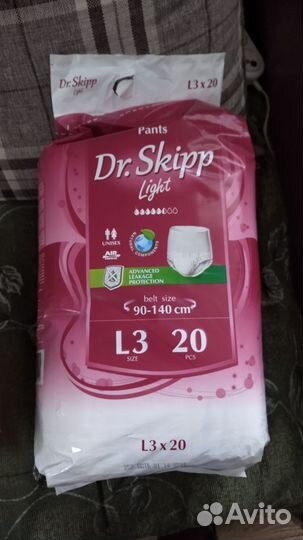 Dr. Skipp
Light
L3 x 20
Pants
Dr. Skipp
Light
UNISEX
AIR
ADVANCED
LEAKAGE
PROTECTION
belt size
90-140 cm
L3 20
SIZE PCS
L3 x 20
Avito